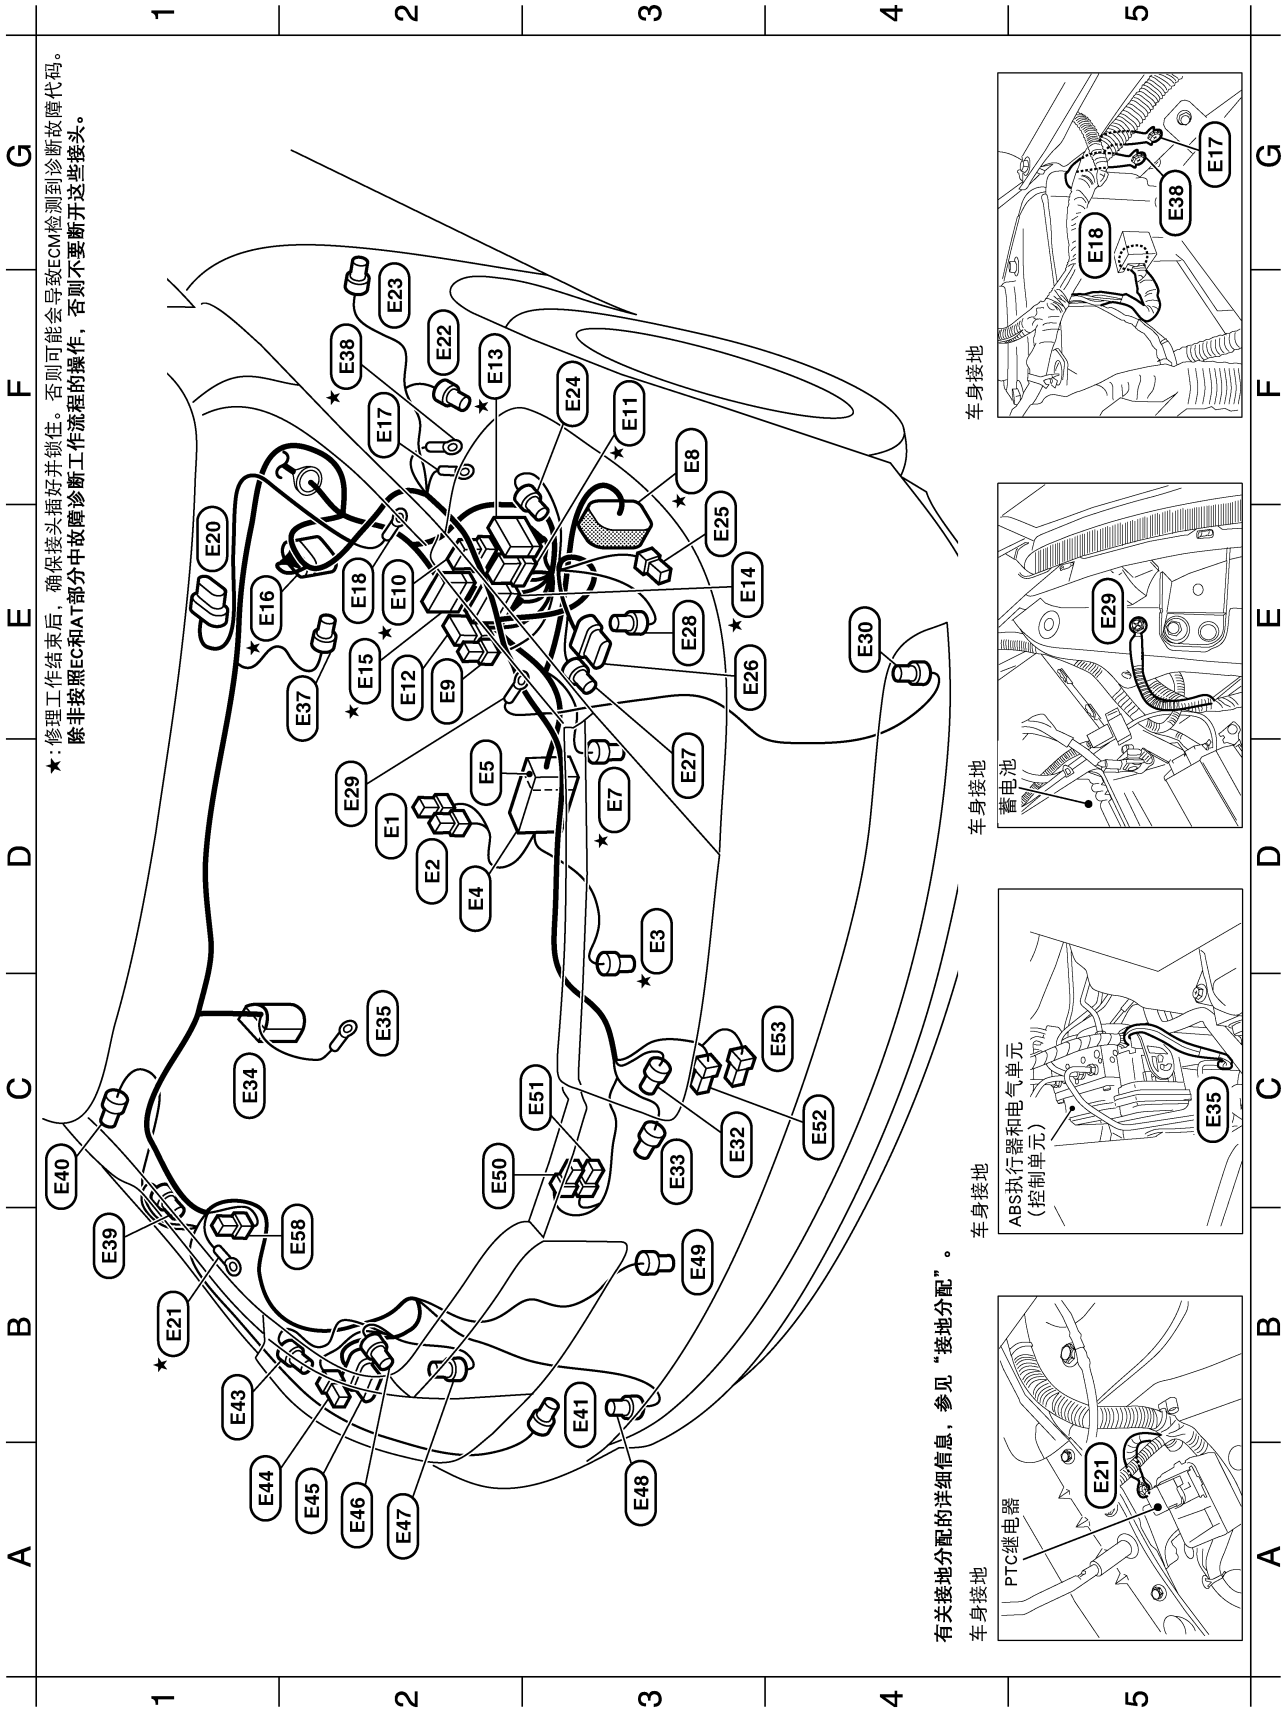 ★：修理工作结束后，确保接头插好并锁住。否则可能会导致ECM检测到诊断故障代码。
除非按照EC和AT部分中故障诊断工作流程的操作，否则不要断开这些接头。
A B C D E F G
1
2
3
4
5
E40
E39
★ E21
E58
E34
E35
E20
★ E16
E37
★ E18
★ E10
★ E15
E12
E9
E17
★ E38
E23
E22
★ E13
E24
★ E11
★ E8
E25
★ E14
E28
E26
E27
E29
E30
E1
E2
E4
E5
★ E7
★ E3
E43
E44
E45
E46
E47
E41
E48
E49
E50
E51
E33
E32
E52
E53
有关接地分配的详细信息，参见“接地分配”。
车身接地
PTC继电器
E21
车身接地
ABS执行器和电气单元
（控制单元）
E35
车身接地
蓄电池
E29
车身接地
E18
E38
E17
1
2
3
4
5
A B C D E F G